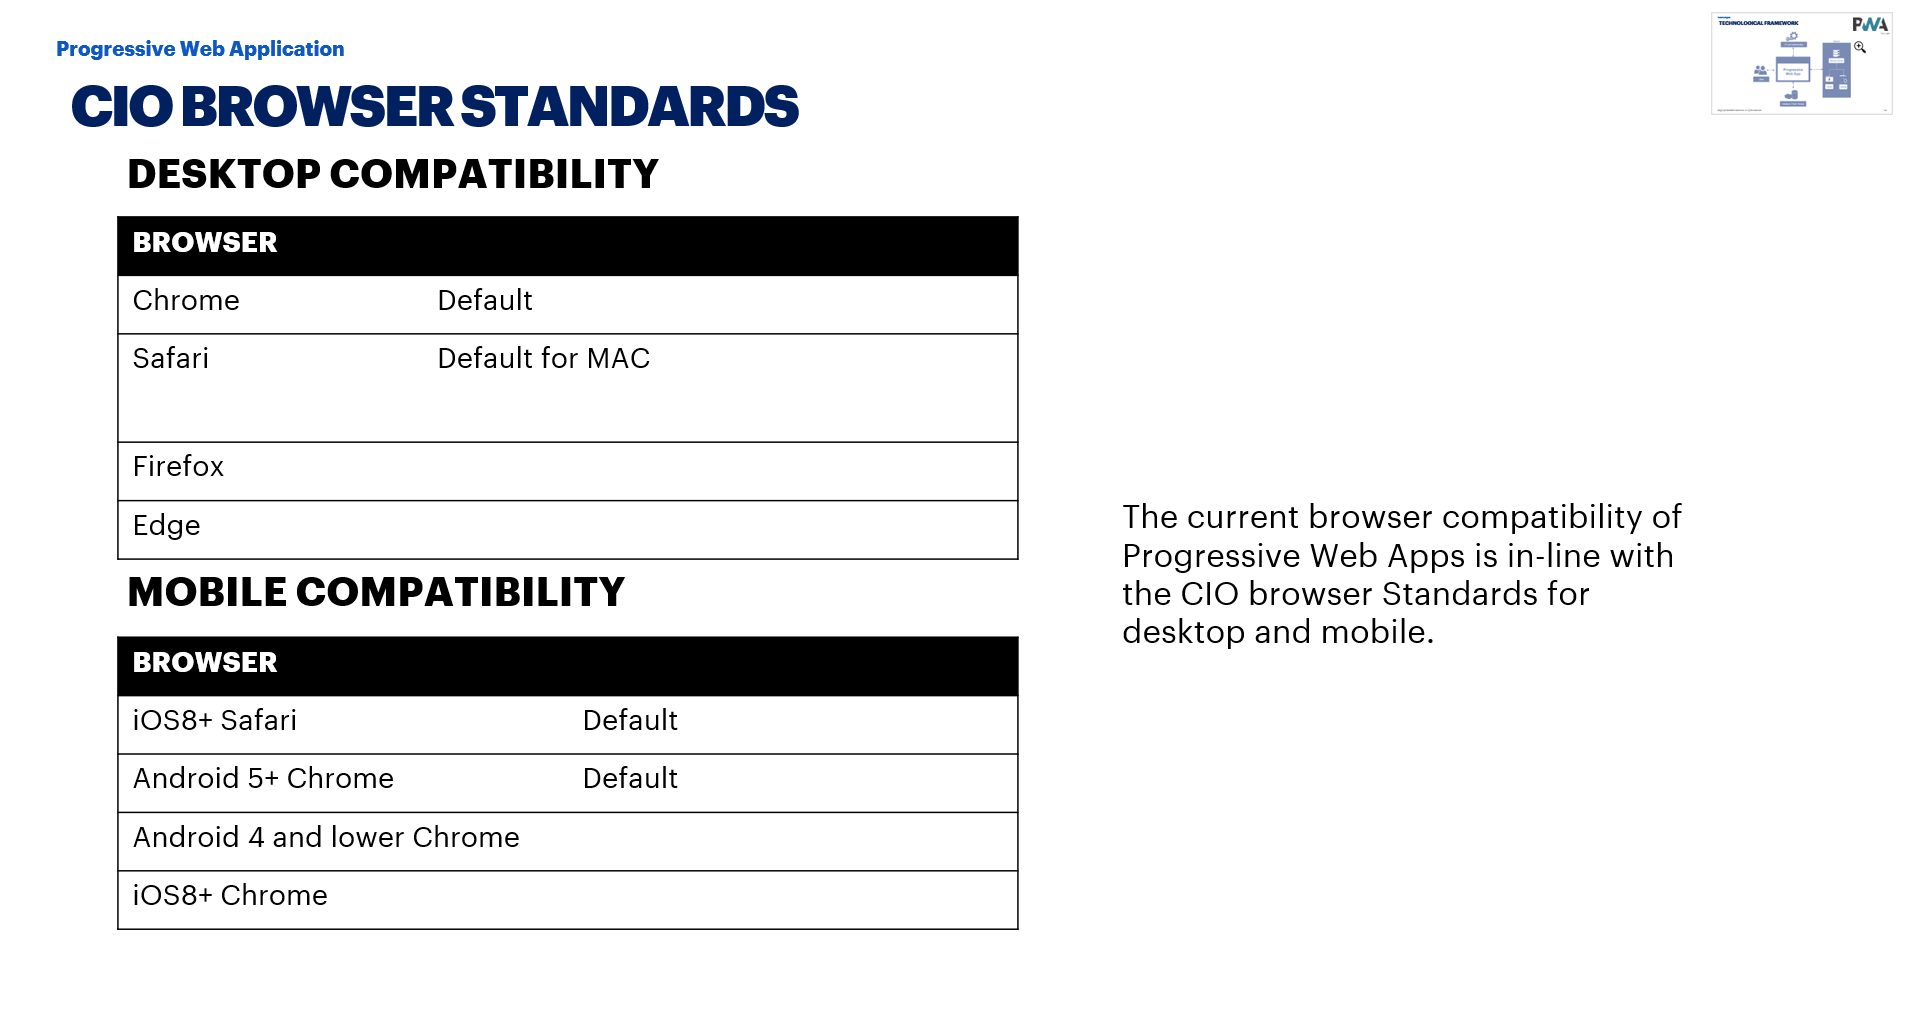 Progressive Web Application
CIO BROWSER STANDARDS
DESKTOP COMPATIBILITY
BROWSER
Chrome Default
Safari Default for MAC
Firefox
Edge
MOBILE COMPATIBILITY
BROWSER
iOS8+ Safari Default
Android 5+ Chrome Default
Android 4 and lower Chrome
iOS8+ Chrome
The current browser compatibility of
Progressive Web Apps is in-line with
the CIO browser Standards for
desktop and mobile.
TECHNOLOGICAL FRAMEWORK
PWA
Progressive
Web App